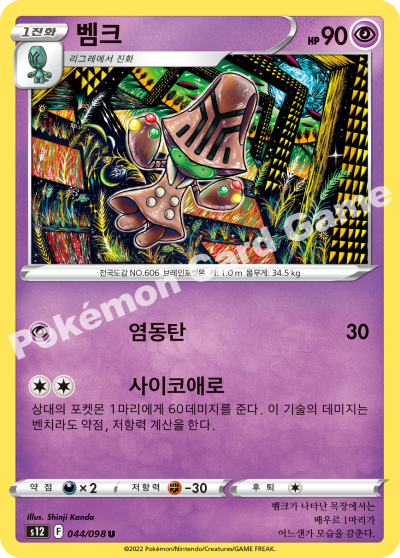 1진화
벰크
HP 90
리그레에서 진화
전국도감 NO.606 브레인포켓몬 키: 1.0 m 몸무게: 34.5 kg
염동탄 30
사이코애로
상대의 포켓몬 1마리에게 60데미지를 준다. 이 기술의 데미지는
벤치라도 약점, 저항력 계산을 한다.
약점 ×2 저항력 -30 후퇴
Illus. Shinji Kanda
s12 F 044/098 U
벰크가 나타난 목장에서는
배우르 1마리가
어느샌가 모습을 감춘다.
©2022 Pokémon/Nintendo/Creatures/GAME FREAK.
Pokémon Card Game